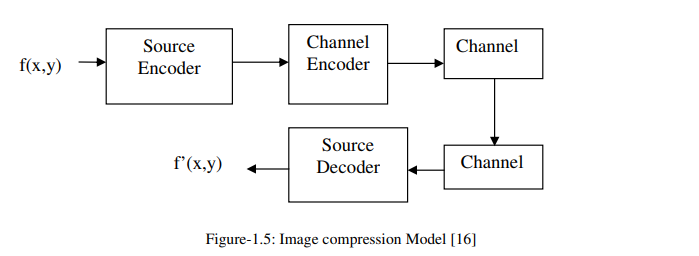 f(x,y)
Source
Encoder
Channel
Encoder
Channel
f’(x,y)
Source
Decoder
Channel
Figure-1.5: Image compression Model [16]